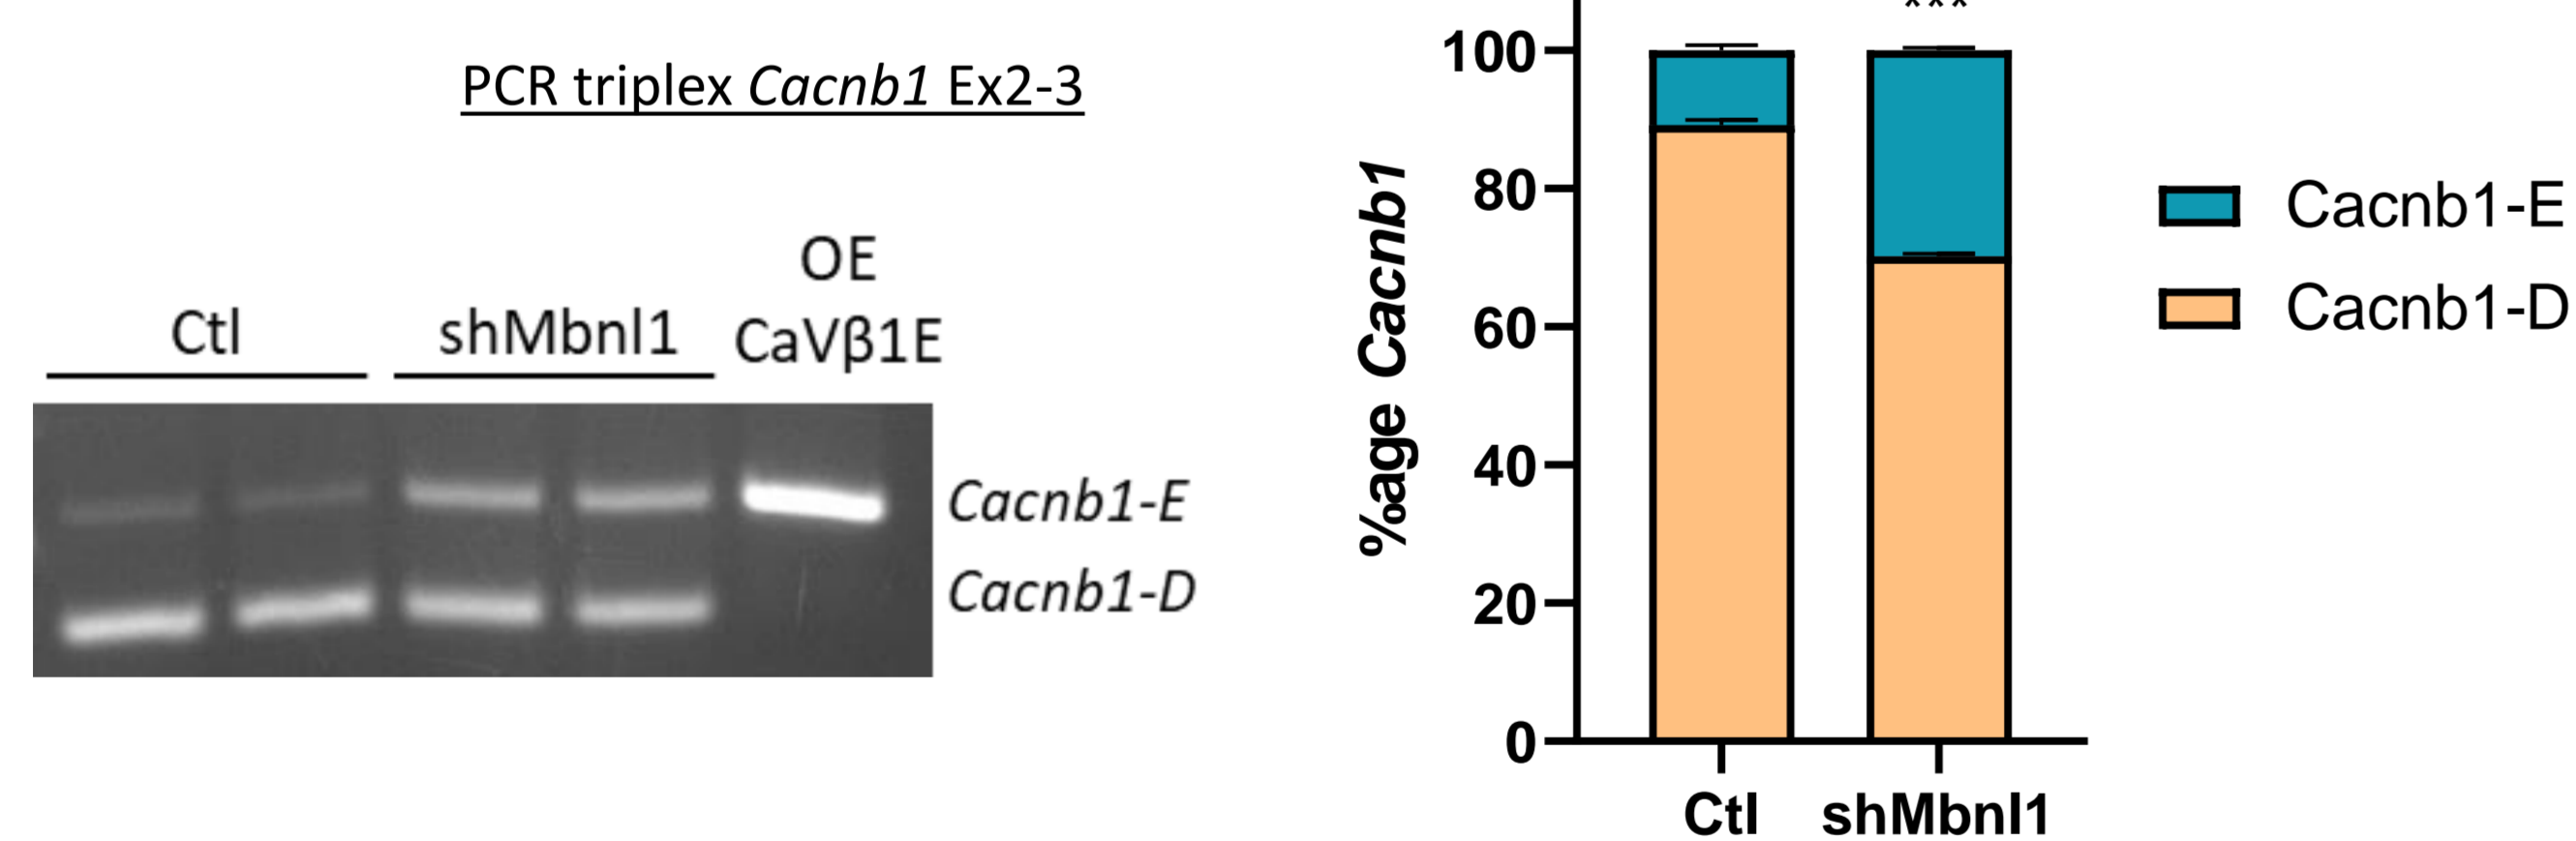 PCR triplex Cacnb1 Ex2-3
Ctl
shMbnl1
OE
CaVβ1E
Cacnb1-E
Cacnb1-D
***
%age Cacnb1
100
80
60
40
20
0
Ctl
shMbnl1
Cacnb1-E
Cacnb1-D